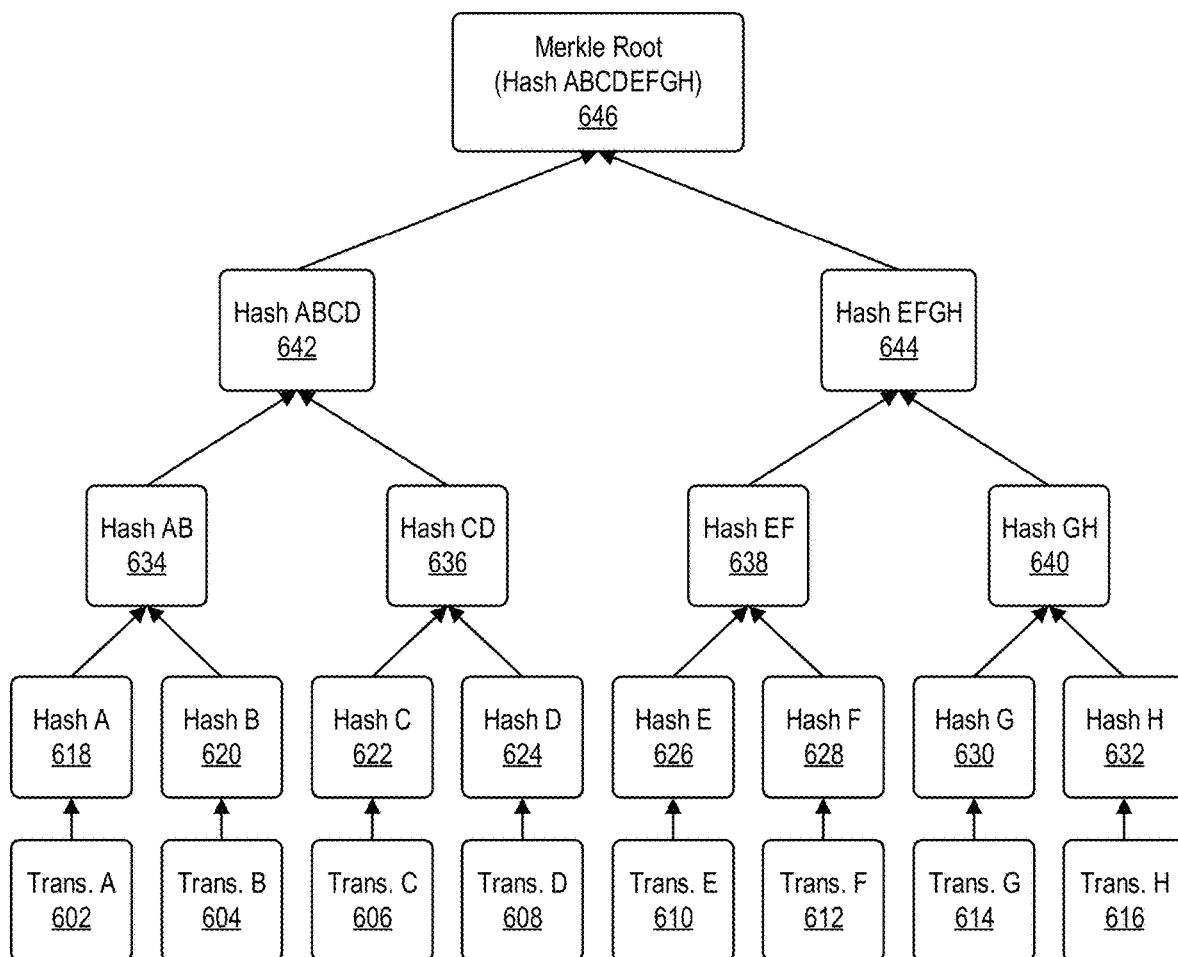 Merkle Root
(Hash ABCDEFGH)
646
Hash ABCD
642
Hash EFGH
644
Hash AB
634
Hash CD
636
Hash EF
638
Hash GH
640
Hash A
618
Hash B
620
Hash C
622
Hash D
624
Hash E
626
Hash F
628
Hash G
630
Hash H
632
Trans. A
602
Trans. B
604
Trans. C
606
Trans. D
608
Trans. E
610
Trans. F
612
Trans. G
614
Trans. H
616